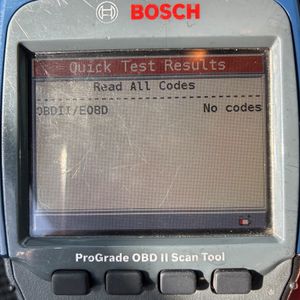 BOSCH
Quick Test Results
Read All Codes
OBDII/EOBD No codes
ProGrade OBD II Scan Tool